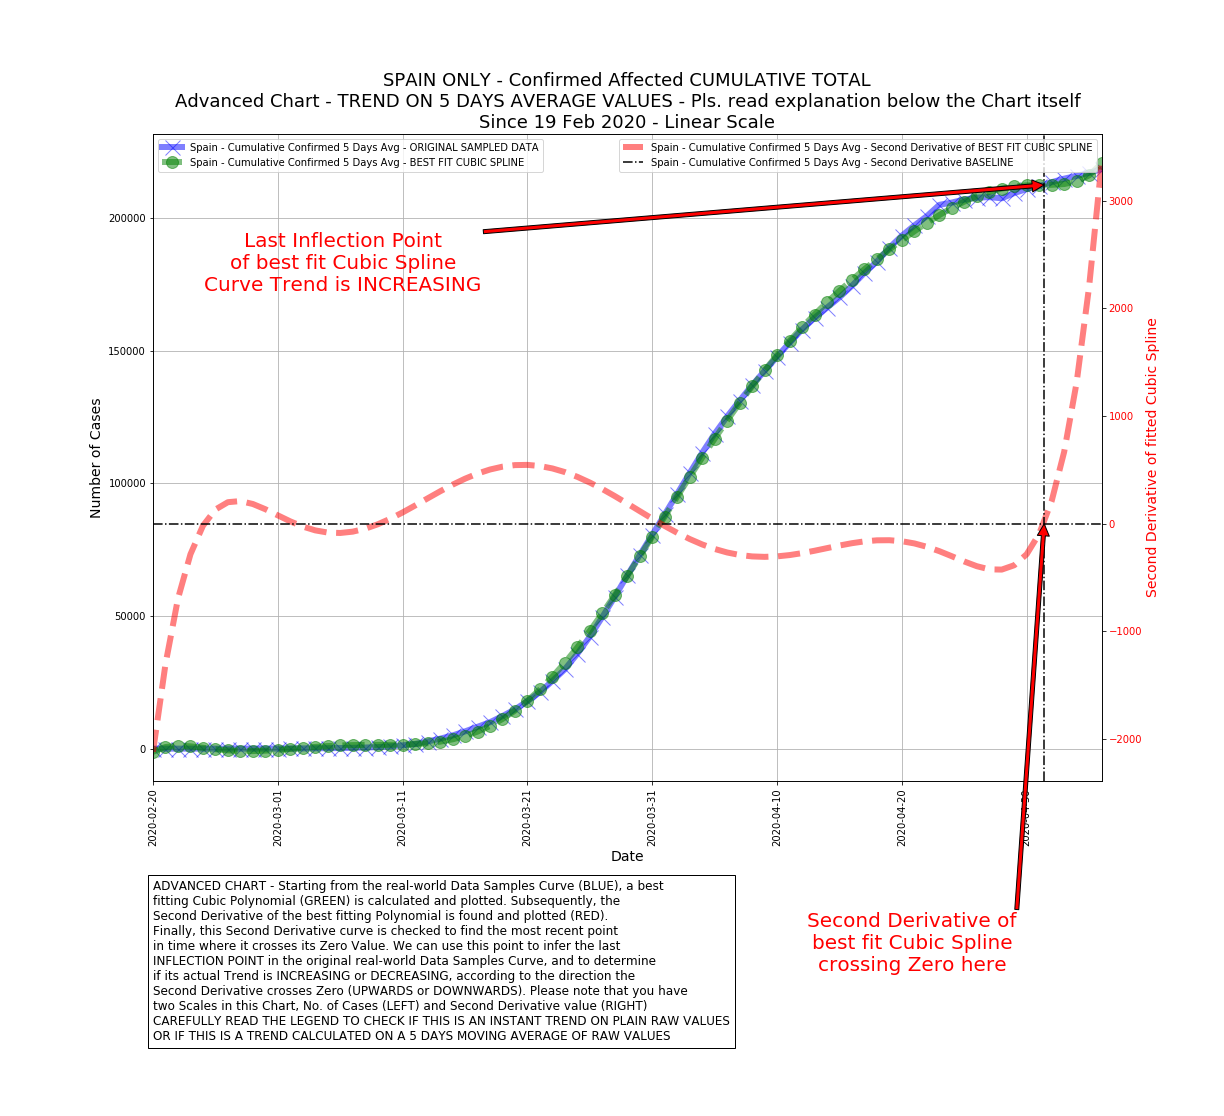 SPAIN ONLY - Confirmed Affected CUMULATIVE TOTAL
Advanced Chart - TREND ON 5 DAYS AVERAGE VALUES - Pls. read explanation below the Chart itself
Since 19 Feb 2020 - Linear Scale
Spain - Cumulative Confirmed 5 Days Avg - ORIGINAL SAMPLED DATA
Spain - Cumulative Confirmed 5 Days Avg - BEST FIT CUBIC SPLINE
Spain - Cumulative Confirmed 5 Days Avg - Second Derivative of BEST FIT CUBIC SPLINE
Spain - Cumulative Confirmed 5 Days Avg - Second Derivative BASELINE
Last Inflection Point
of best fit Cubic Spline
Curve Trend is INCREASING
Number of Cases
200000
150000
100000
50000
0
3000
2000
1000
0
−1000
−2000
Second Derivative of fitted Cubic Spline
2020-02-20
2020-03-01
2020-03-11
2020-03-21
2020-03-31
2020-04-10
2020-04-20
2020-04-30
Date
Second Derivative of
best fit Cubic Spline
crossing Zero here
ADVANCED CHART - Starting from the real-world Data Samples Curve (BLUE), a best
fitting Cubic Polynomial (GREEN) is calculated and plotted. Subsequently, the
Second Derivative of the best fitting Polynomial is found and plotted (RED).
Finally, this Second Derivative curve is checked to find the most recent point
in time where it crosses its Zero Value. We can use this point to infer the last
INFLECTION POINT in the original real-world Data Samples Curve, and to determine
if its actual Trend is INCREASING or DECREASING, according to the direction the
Second Derivative crosses Zero (UPWARDS or DOWNWARDS). Please note that you have
two Scales in this Chart, No. of Cases (LEFT) and Second Derivative value (RIGHT)
CAREFULLY READ THE LEGEND TO CHECK IF THIS IS AN INSTANT TREND ON PLAIN RAW VALUES
OR IF THIS IS A TREND CALCULATED ON A 5 DAYS MOVING AVERAGE OF RAW VALUES